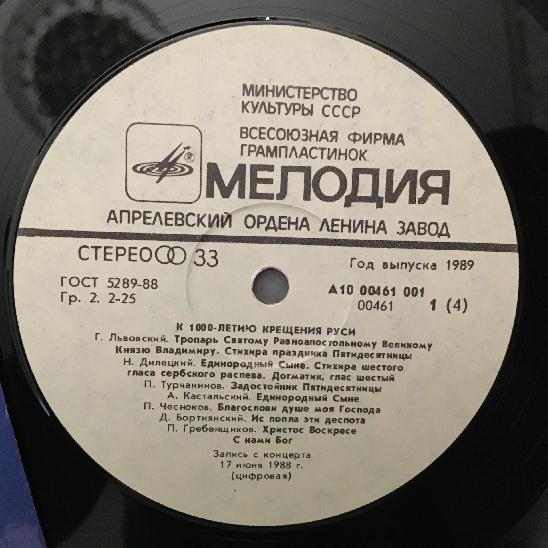 МИНИСТЕРСТВО
КУЛЬТУРЫ СССР
ВСЕСОЮЗНАЯ ФИРМА
ГРАМПЛАСТИНОК
МЕЛОДИЯ
АПРЕЛЕВСКИЙ ОРДЕНА ЛЕНИНА ЗАВОД
СТЕРЕО 33
Год выпуска 1989
ГОСТ 5289-88
А10 00461 001
Гр. 2. 2-25
00461 1 (4)
К 1000-ЛЕТИЮ КРЕЩЕНИЯ РУСИ
Г. Львовский. Тропарь Святому Равноапостольному Великому
Князю Владимиру. Стихира праздника Пятидесятницы
Н. Дилецкий. Единородный Сыне. Стихира шестого
гласа сербского распева. Догматик, глас шестый
П. Турчанинов. Задостойник Пятидесятницы
А. Кастальский. Единородный Сыне
П. Чесноков. Благослови душе моя Господа
Д. Бортнянский. Ис полла эти деспота
П. Гребенщиков. Христос Воскресе
С нами Бог
Запись с концерта
17 июня 1988 г.
(цифровая)